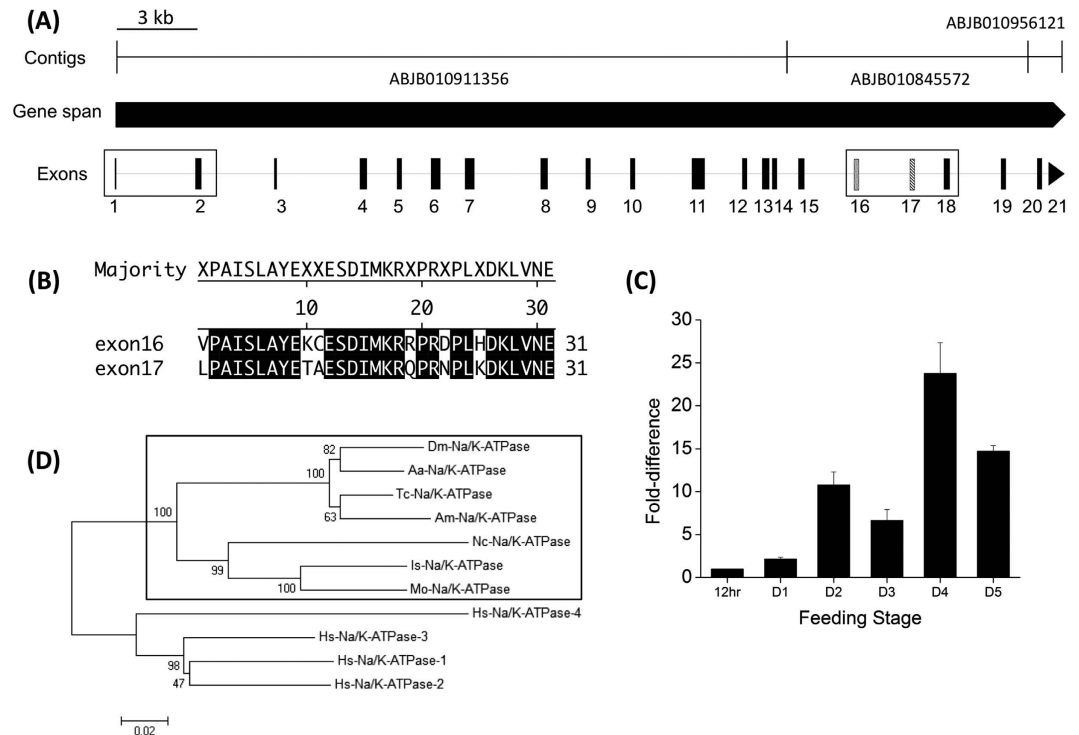 (A)
3 kb
ABJB010956121
Contigs
ABJB010911356
ABJB010845572
Gene span
Exons
1 2 3 4 5 6 7 8 9 10 11 12 13 14 15 16 17 18 19 20 21
(B)
Majority XPAISLAYEXXESDIMKRXPRXPLXDKLVNE
10 20 30
exon16 VPAISLAYEKCESDIMKRRPRDPLHDKLVNE 31
exon17 LPAISLAYETAESDIMKRQPRNPLKDKLVNE 31
(C)
30
25
20
15
10
5
0
Fold-difference
12hr D1 D2 D3 D4 D5
Feeding Stage
(D)
82
Dm-Na/K-ATPase
100
Aa-Na/K-ATPase
Tc-Na/K-ATPase
63
Am-Na/K-ATPase
100
Nc-Na/K-ATPase
99
Is-Na/K-ATPase
100
Mo-Na/K-ATPase
Hs-Na/K-ATPase-4
Hs-Na/K-ATPase-3
98
Hs-Na/K-ATPase-1
47
Hs-Na/K-ATPase-2
0.02